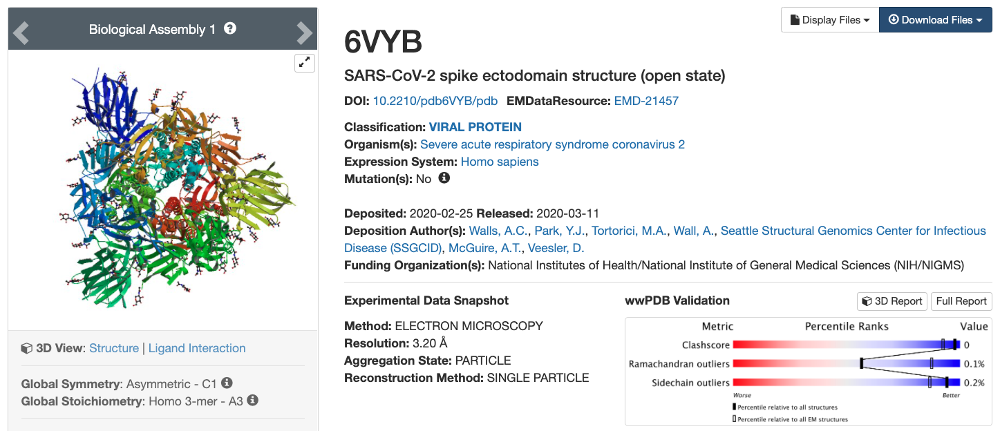 Biological Assembly 1
Display Files
Download Files
6VYB
SARS-CoV-2 spike ectodomain structure (open state)
DOI: 10.2210/pdb6VYB/pdb EMDataResource: EMD-21457
Classification: VIRAL PROTEIN
Organism(s): Severe acute respiratory syndrome coronavirus 2
Expression System: Homo sapiens
Mutation(s): No
Deposited: 2020-02-25 Released: 2020-03-11
Deposition Author(s): Walls, A.C., Park, Y.J., Tortorici, M.A., Wall, A., Seattle Structural Genomics Center for Infectious
Disease (SSGCID), McGuire, A.T., Veesler, D.
Funding Organization(s): National Institutes of Health/National Institute of General Medical Sciences (NIH/NIGMS)
3D View: Structure | Ligand Interaction
Global Symmetry: Asymmetric - C1
Global Stoichiometry: Homo 3-mer - A3
Experimental Data Snapshot
Method: ELECTRON MICROSCOPY
Resolution: 3.20 Å
Aggregation State: PARTICLE
Reconstruction Method: SINGLE PARTICLE
wwPDB Validation
3D Report
Full Report
Metric Percentile Ranks Value
Clashscore 0
Ramachandran outliers 0.1%
Sidechain outliers 0.2%
Worse Better
Percentile relative to all structures
Percentile relative to all EM structures